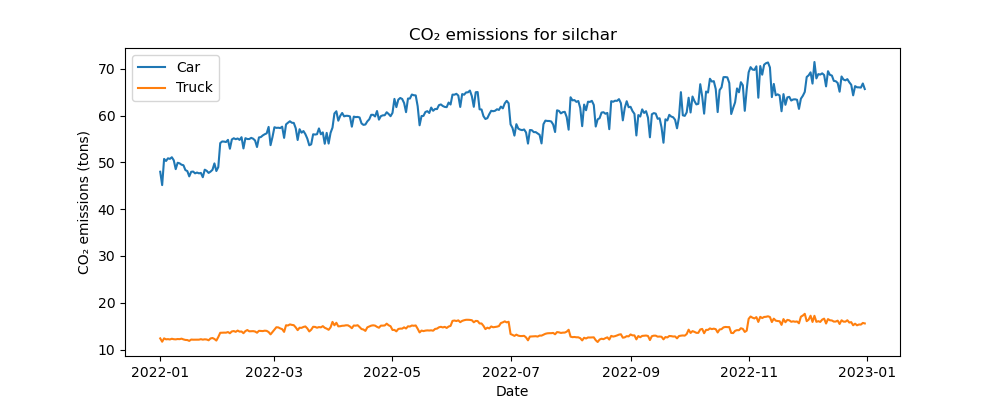 CO₂ emissions for silchar
Car
Truck
CO₂ emissions (tons)
70
60
50
40
30
20
10
2022-01 2022-03 2022-05 2022-07 2022-09 2022-11 2023-01
Date